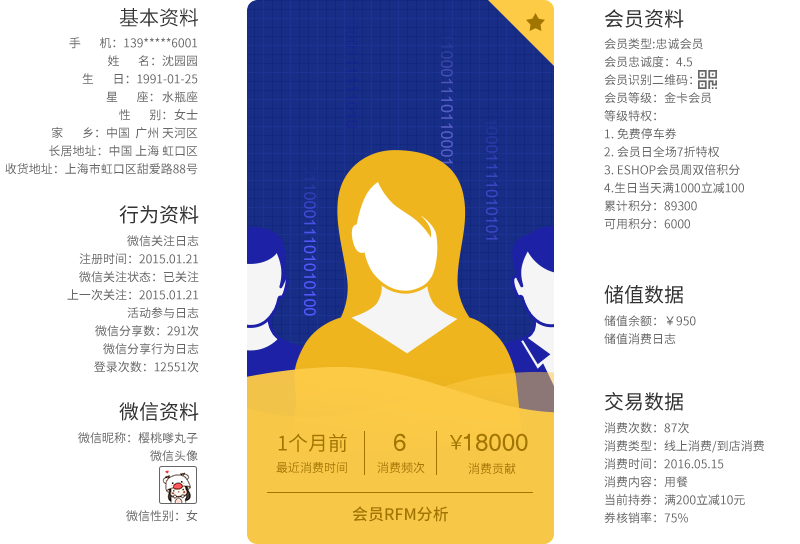 基本资料
手 机：139*****6001
姓 名：沈园园
生 日：1991-01-25
星 座：水瓶座
性 别：女士
家 乡：中国 广州 天河区
长居地址：中国 上海 虹口区
收货地址：上海市虹口区甜爱路88号
行为资料
微信关注日志
注册时间：2015.01.21
微信关注状态：已关注
上一次关注：2015.01.21
活动参与日志
微信分享数：291次
微信分享行为日志
登录次数：12551次
微信资料
微信昵称：樱桃嗲丸子
微信头像
微信性别：女
1个月前
最近消费时间
6
消费频次
¥18000
消费贡献
会员RFM分析
会员资料
会员类型:忠诚会员
会员忠诚度：4.5
会员识别二维码：
会员等级：金卡会员
等级特权：
1. 免费停车券
2. 会员日全场7折特权
3. ESHOP会员周双倍积分
4.生日当天满1000立减100
累计积分：89300
可用积分：6000
储值数据
储值余额：￥950
储值消费日志
交易数据
消费次数：87次
消费类型：线上消费/到店消费
消费时间：2016.05.15
消费内容：用餐
当前持券：满200立减10元
券核销率：75%